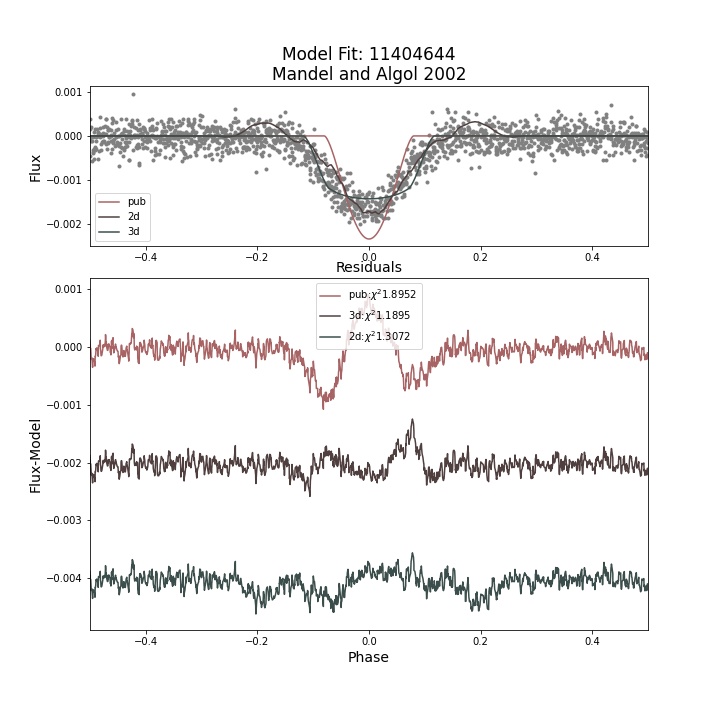 Model Fit: 11404644
Mandel and Algol 2002
0.001
0.000
−0.001
−0.002
Flux
pub
2d
3d
−0.4
−0.2
0.0
0.2
0.4
Residuals
0.001
0.000
−0.001
−0.002
−0.003
−0.004
Flux-Model
pub:χ²1.8952
3d:χ²1.1895
2d:χ²1.3072
−0.4
−0.2
0.0
0.2
0.4
Phase